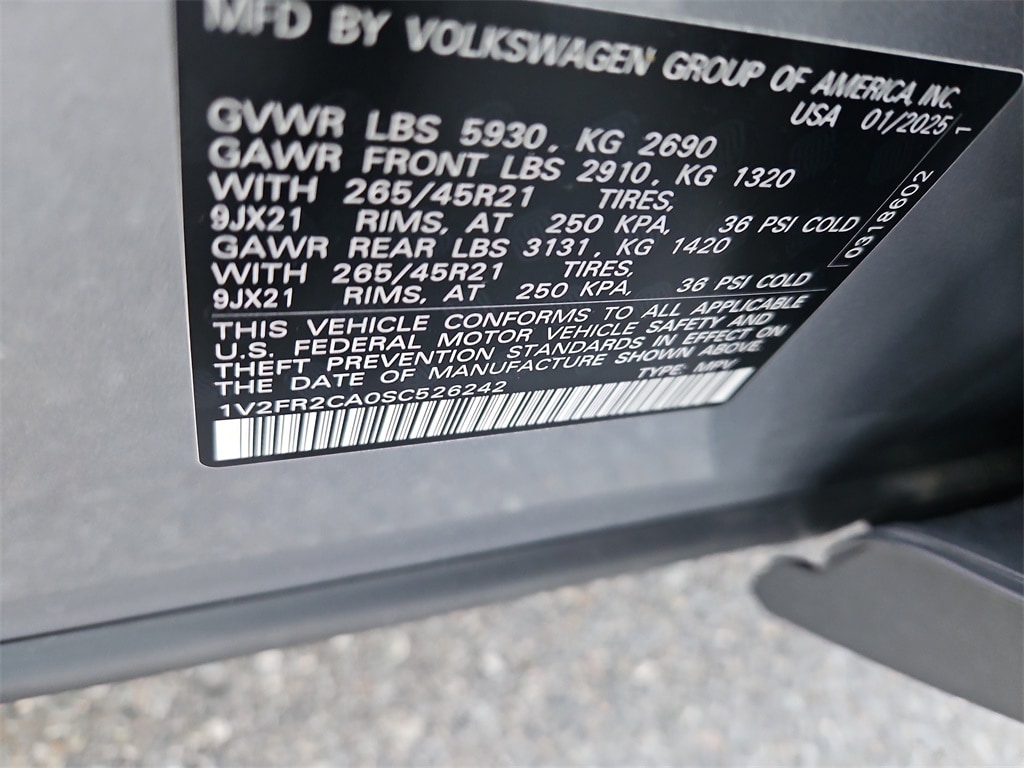 MFD BY VOLKSWAGEN GROUP OF AMERICA, INC.
USA 01/2025 1
GVWR LBS 5930, KG 2690
GAWR FRONT LBS 2910, KG 1320
WITH 265/45R21 TIRES,
9JX21 RIMS, AT 250 KPA, 36 PSI COLD
GAWR REAR LBS 3131, KG 1420
WITH 265/45R21 TIRES,
9JX21 RIMS, AT 250 KPA, 36 PSI COLD
0318602
THIS VEHICLE CONFORMS TO ALL APPLICABLE
U.S. FEDERAL MOTOR VEHICLE SAFETY AND
THEFT PREVENTION STANDARDS IN EFFECT ON
THE DATE OF MANUFACTURE SHOWN ABOVE
1V2FR2CA0SC526242 TYPE: MPV